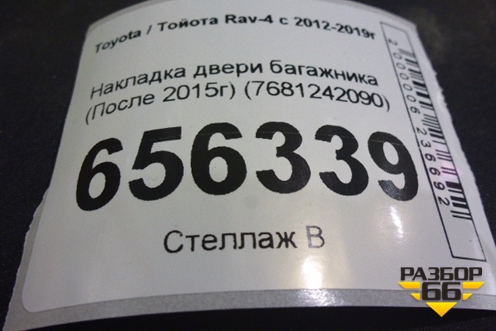 Toyota / Тойота Rav-4 с 2012-2019г
Накладка двери багажника
(После 2015г) (7681242090)
656339
Стеллаж В
РАЗБОР
66